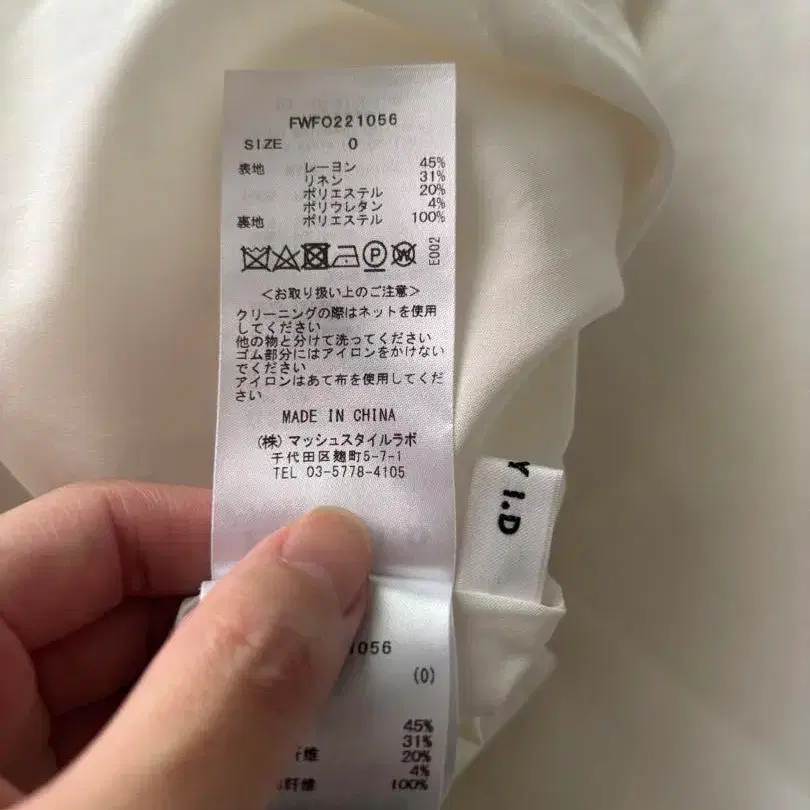 FWFO221056
SIZE 0
表地 レーヨン 45%
リネン 31%
ポリエステル 20%
ポリウレタン 4%
裏地 ポリエステル 100%
E002
＜お取り扱い上のご注意＞
クリーニングの際はネットを使用
してください
他の物と分けて洗ってください
ゴム部分にはアイロンをかけない
でください
アイロンはあて布を使用してくだ
さい
MADE IN CHINA
(株) マッシュスタイルラボ
千代田区麹町5-7-1
TEL 03-5778-4105
Y I.D
1056
(0)
45%
31%
维 20%
4%
纤维 100%